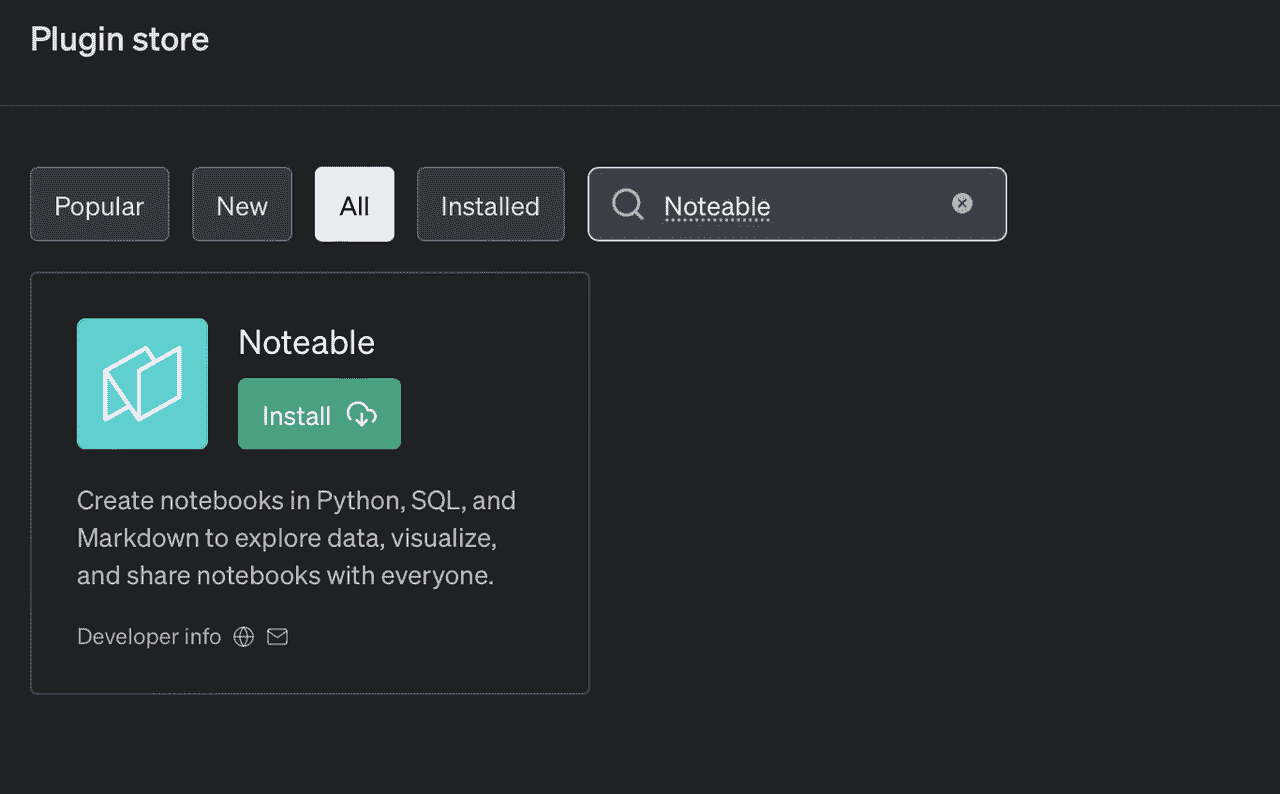 Plugin store
Popular New All Installed Noteable
Noteable
Install
Create notebooks in Python, SQL, and
Markdown to explore data, visualize,
and share notebooks with everyone.
Developer info